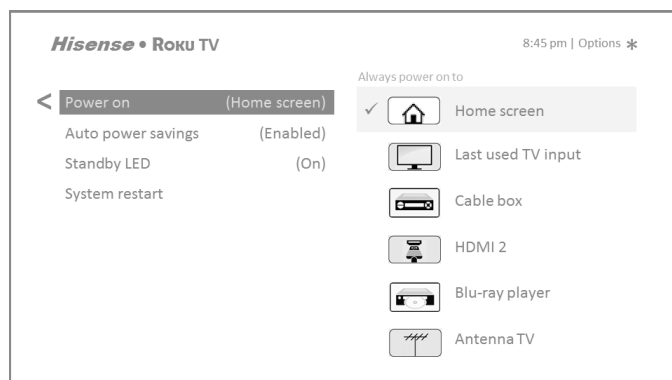 Hisense • ROKU TV
8:45 pm | Options *
Always power on to
< Power on (Home screen)
Auto power savings (Enabled)
Standby LED (On)
System restart
✓ Home screen
Last used TV input
Cable box
HDMI 2
Blu-ray player
Antenna TV